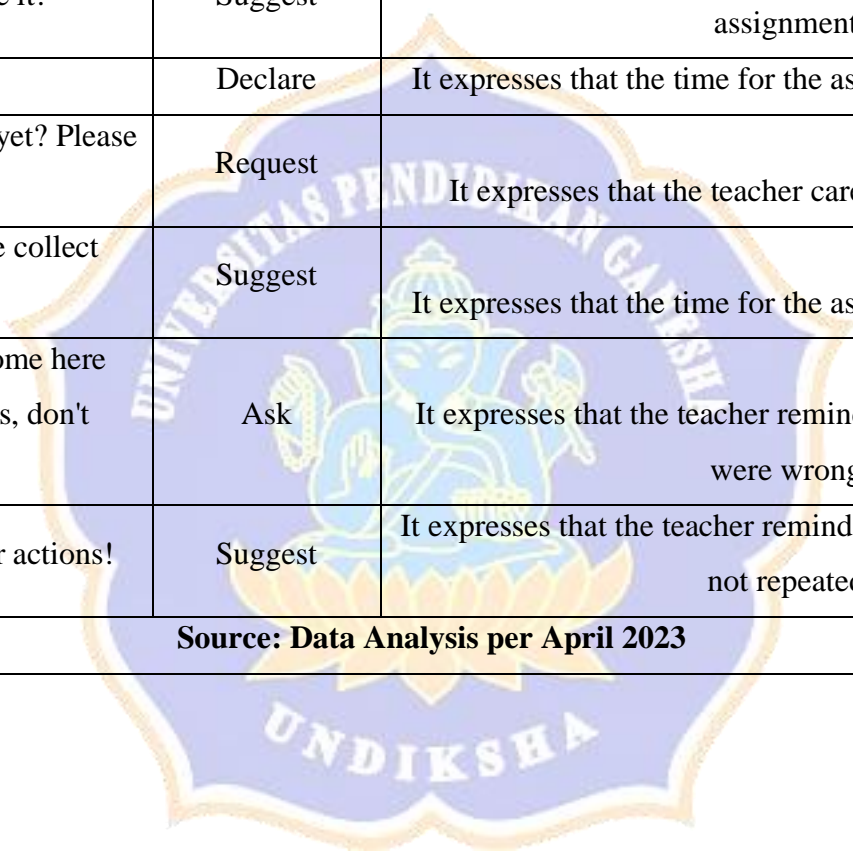 Suggest
assignment
Declare
It expresses that the time for the as
yet? Please
Request
It expresses that the teacher car
collect
Suggest
It expresses that the time for the as
ome here
s, don't
Ask
It expresses that the teacher remin
were wrong
r actions!
Suggest
It expresses that the teacher remind
not repeated
Source: Data Analysis per April 2023
UNIVERSITAS PENDIDIKAN GANESHA
UNDIKSHA